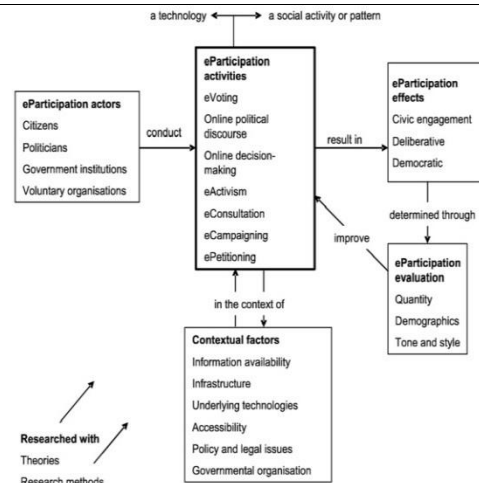 a technology
a social activity or pattern
eParticipation
activities
eVoting
Online political
discourse
Online decision-
making
eActivism
eConsultation
eCampaigning
ePetitioning
eParticipation actors
Citizens
Politicians
Government institutions
Voluntary organisations
conduct
result in
eParticipation
effects
Civic engagement
Deliberative
Democratic
determined through
improve
eParticipation
evaluation
Quantity
Demographics
Tone and style
in the context of
Contextual factors
Information availability
Infrastructure
Underlying technologies
Accessibility
Policy and legal issues
Governmental organisation
Researched with
Theories
Research methods